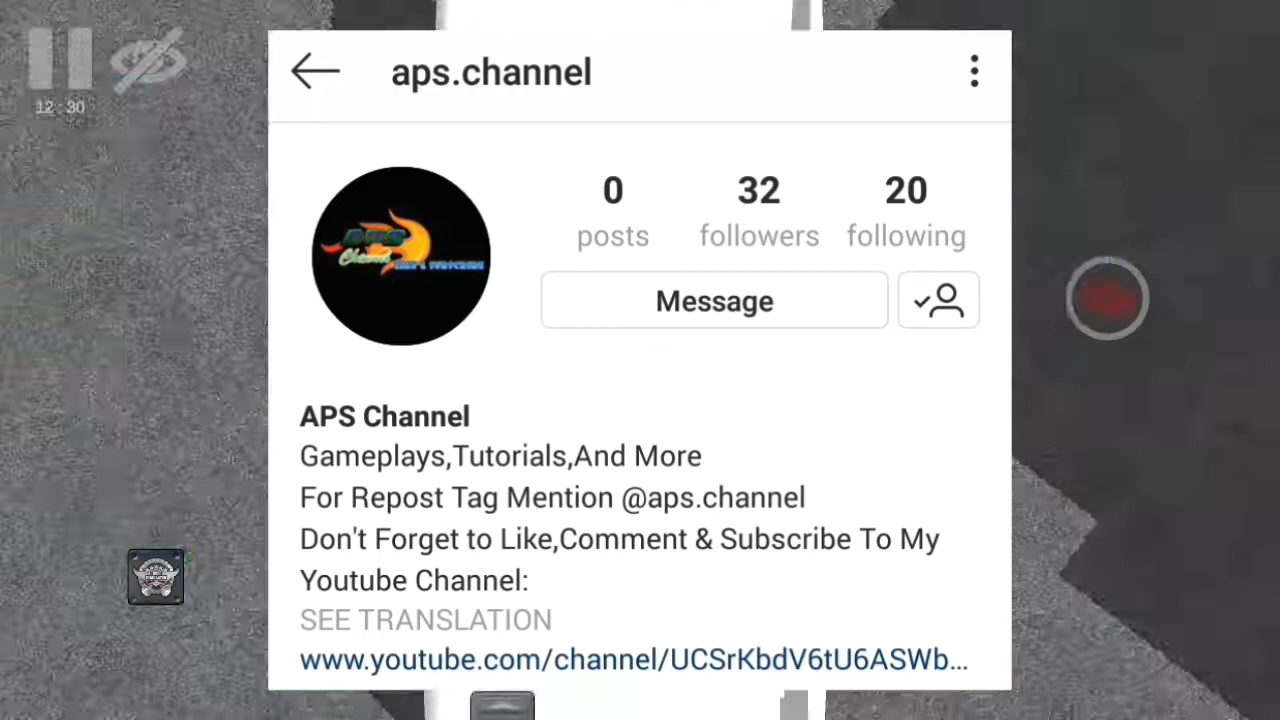 12:30
aps.channel
0 32 20
posts followers following
APS
Channel
Message
APS Channel
Gameplays,Tutorials,And More
For Repost Tag Mention @aps.channel
Don't Forget to Like,Comment & Subscribe To My
Youtube Channel:
SEE TRANSLATION
www.youtube.com/channel/UCSrKbdV6tU6ASWb...